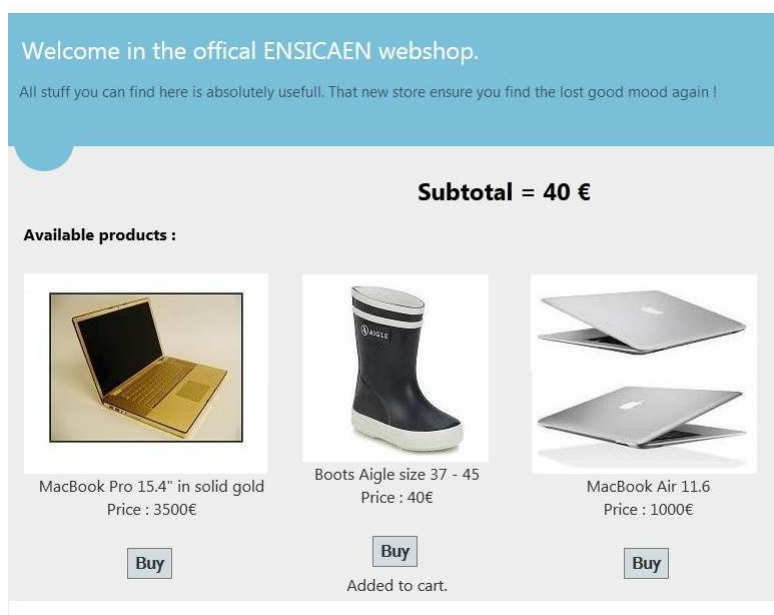 Welcome in the offical ENSICAEN webshop.
All stuff you can find here is absolutely usefull. That new store ensure you find the lost good mood again !
Subtotal = 40 €
Available products :
AIGLE
MacBook Pro 15.4" in solid gold
Price : 3500€
Buy
Boots Aigle size 37 - 45
Price : 40€
Buy
Added to cart.
MacBook Air 11.6
Price : 1000€
Buy